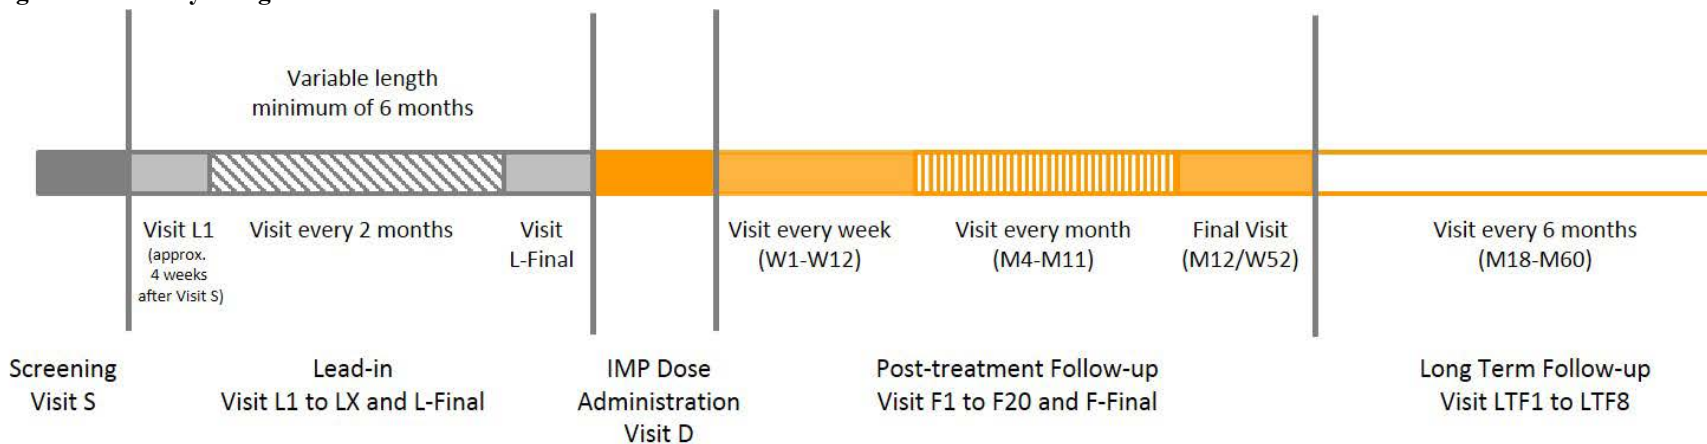 Variable length
minimum of 6 months
Visit L1
(approx.
4 weeks
after Visit S)
Visit every 2 months
Visit
L-Final
Visit every week
(W1-W12)
Visit every month
(M4-M11)
Final Visit
(M12/W52)
Visit every 6 months
(M18-M60)
Screening
Visit S
Lead-in
Visit L1 to LX and L-Final
IMP Dose
Administration
Visit D
Post-treatment Follow-up
Visit F1 to F20 and F-Final
Long Term Follow-up
Visit LTF1 to LTF8